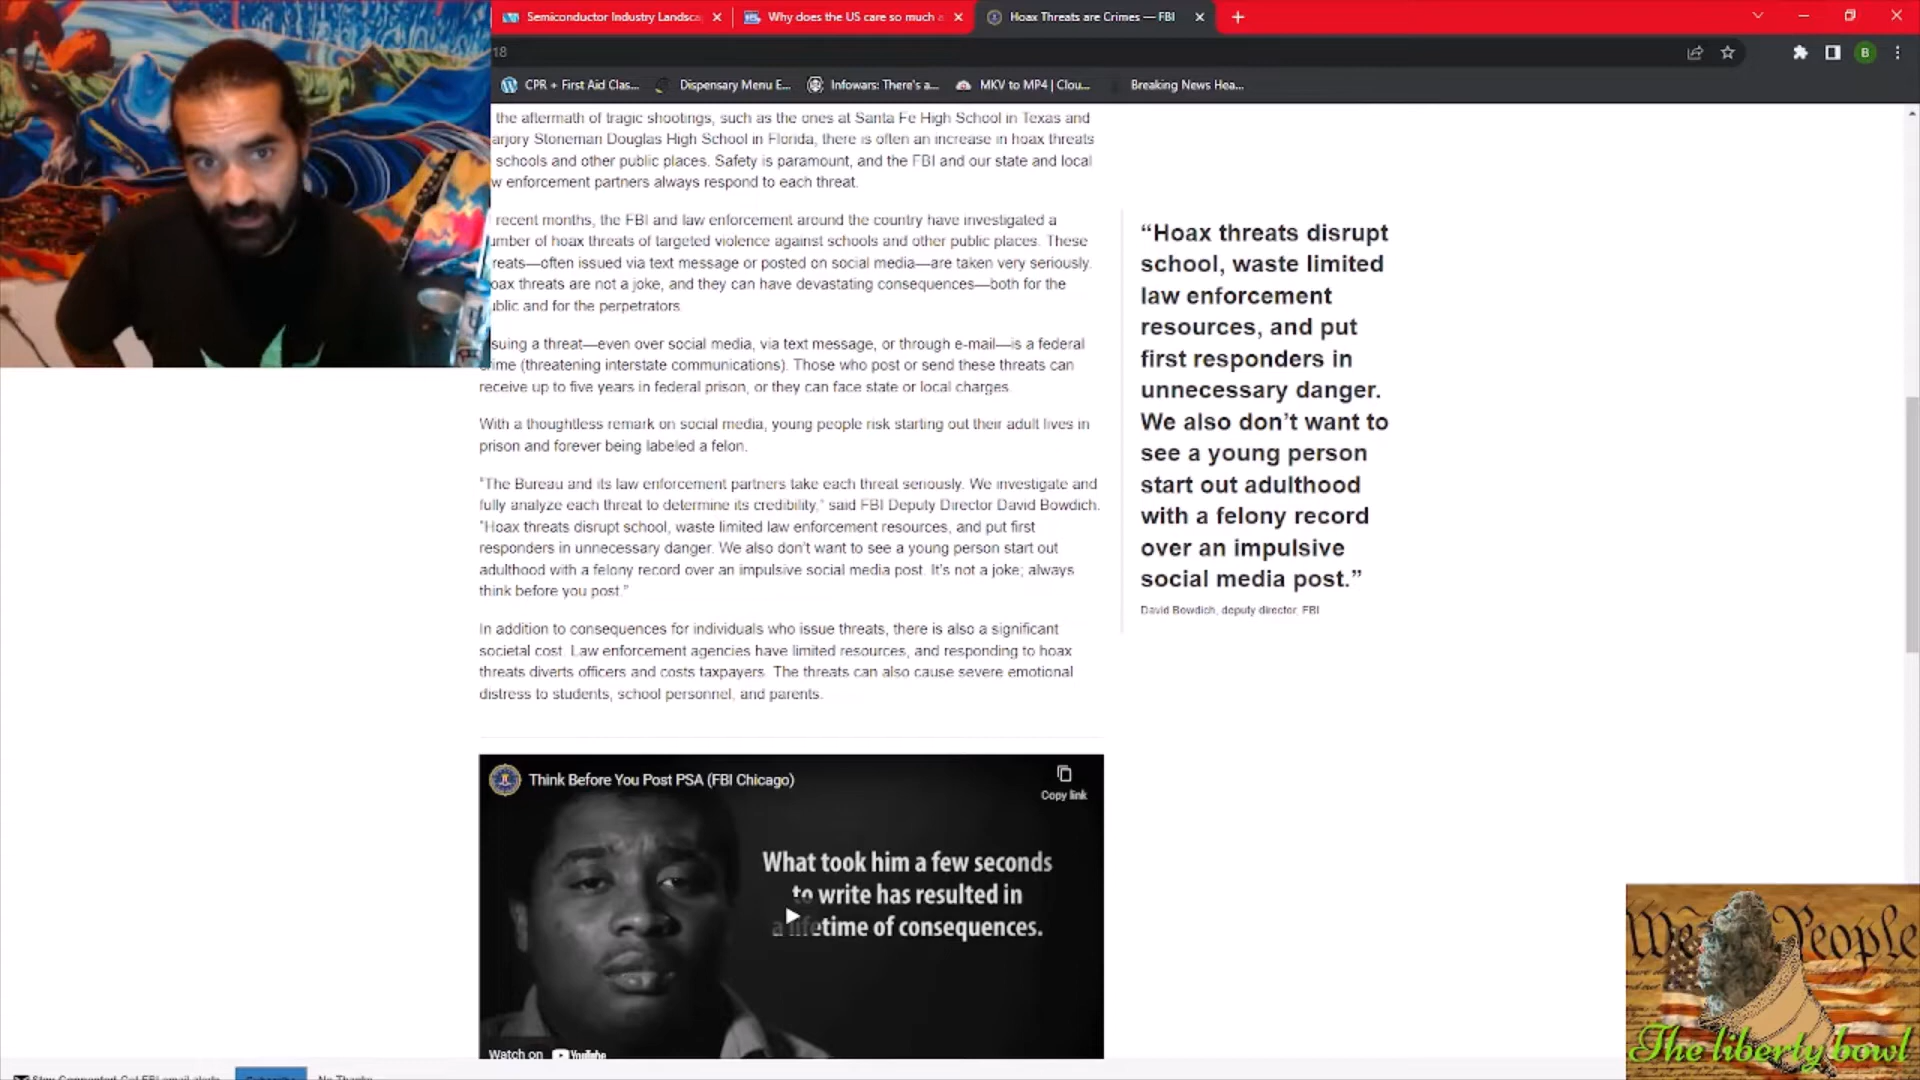 Semiconductor Industry Landsca
Why does the US care so much a
Hoax Threats are Crimes — FBI
18
B
CPR + First Aid Clas...
Dispensary Menu E...
Infowars: There's a...
MKV to MP4 | Clou...
Breaking News Hea...
the aftermath of tragic shootings, such as the ones at Santa Fe High School in Texas and
arjory Stoneman Douglas High School in Florida, there is often an increase in hoax threats
schools and other public places. Safety is paramount, and the FBI and our state and local
w enforcement partners always respond to each threat.
recent months, the FBI and law enforcement around the country have investigated a
umber of hoax threats of targeted violence against schools and other public places. These
reats—often issued via text message or posted on social media—are taken very seriously.
oax threats are not a joke, and they can have devastating consequences—both for the
ublic and for the perpetrators.
suing a threat—even over social media, via text message, or through e-mail—is a federal
rime (threatening interstate communications). Those who post or send these threats can
receive up to five years in federal prison, or they can face state or local charges.
With a thoughtless remark on social media, young people risk starting out their adult lives in
prison and forever being labeled a felon.
"The Bureau and its law enforcement partners take each threat seriously. We investigate and
fully analyze each threat to determine its credibility," said FBI Deputy Director David Bowdich.
"Hoax threats disrupt school, waste limited law enforcement resources, and put first
responders in unnecessary danger. We also don't want to see a young person start out
adulthood with a felony record over an impulsive social media post. It's not a joke; always
think before you post."
In addition to consequences for individuals who issue threats, there is also a significant
societal cost. Law enforcement agencies have limited resources, and responding to hoax
threats diverts officers and costs taxpayers. The threats can also cause severe emotional
distress to students, school personnel, and parents.
“Hoax threats disrupt
school, waste limited
law enforcement
resources, and put
first responders in
unnecessary danger.
We also don’t want to
see a young person
start out adulthood
with a felony record
over an impulsive
social media post.”
David Bowdich, deputy director, FBI
Think Before You Post PSA (FBI Chicago)
Copy link
What took him a few seconds
to write has resulted in
a lifetime of consequences.
Watch on YouTube
We People
The liberty bowl
Stay Connected Get FBI email alerts
Subscribe
No Thanks